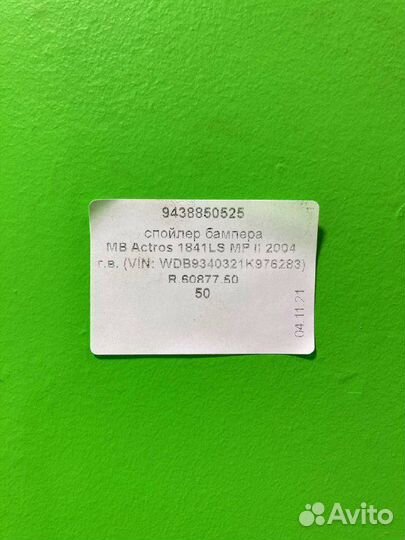 9438850525
спойлер бампера
MB Actros 1841LS MP II 2004
г.в. (VIN: WDB9340321K976283)
R.60877.50
50
04.11.21
Avito